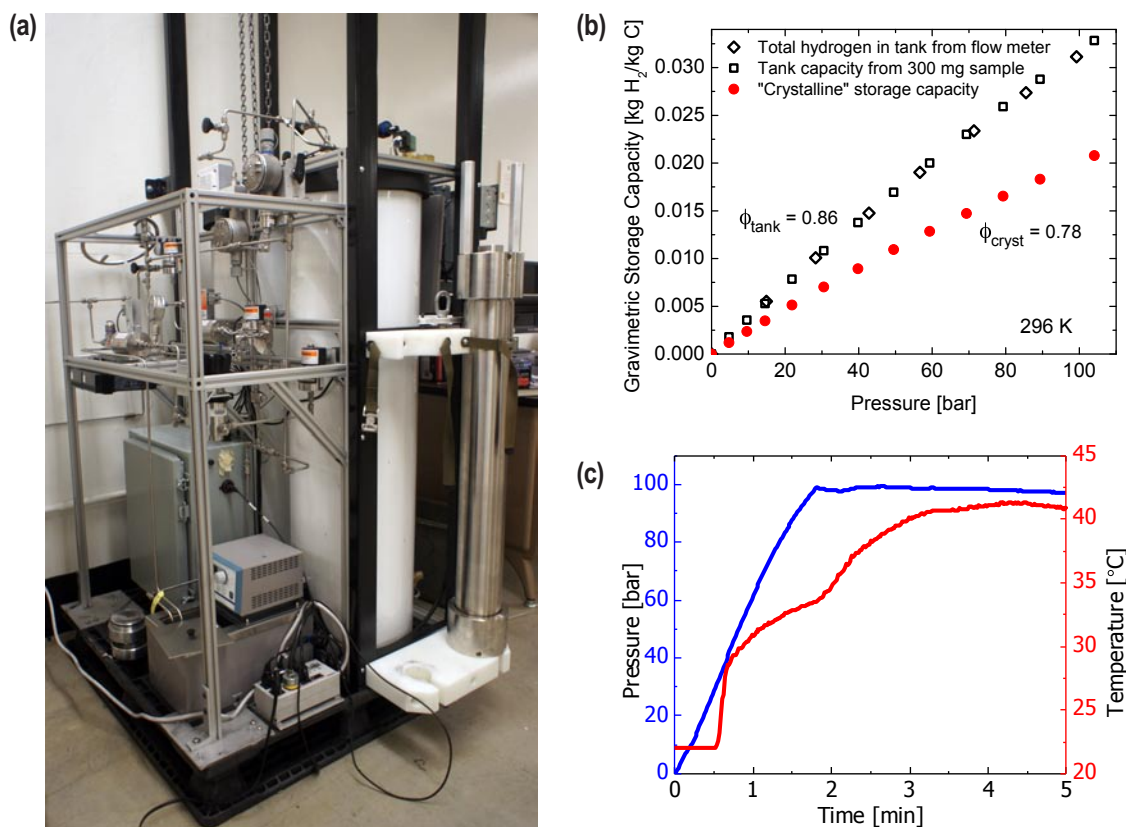 (a)
(b)
Gravimetric Storage Capacity [kg H₂/kg C]
0.030
0.025
0.020
0.015
0.010
0.005
0.000
Total hydrogen in tank from flow meter
Tank capacity from 300 mg sample
"Crystalline" storage capacity
ϕtank = 0.86
ϕcryst = 0.78
296 K
0 20 40 60 80 100
Pressure [bar]
(c)
Pressure [bar]
100
80
60
40
20
0
45
40
35
30
25
20
Temperature [°C]
0 1 2 3 4 5
Time [min]